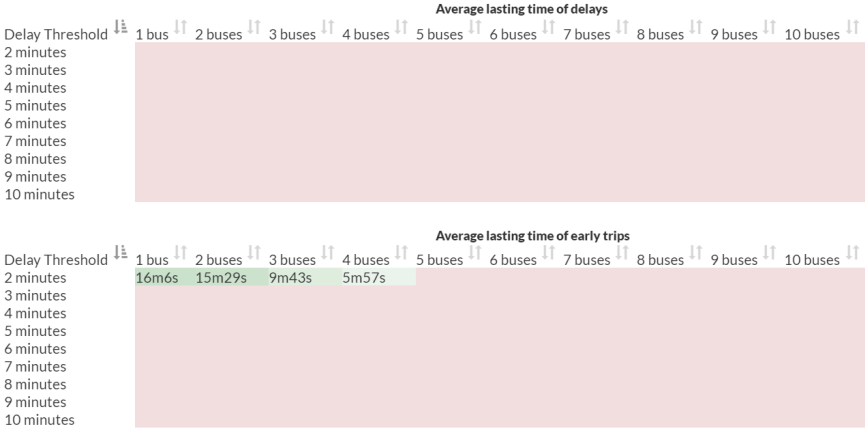 Average lasting time of delays
Delay Threshold 1 bus 2 buses 3 buses 4 buses 5 buses 6 buses 7 buses 8 buses 9 buses 10 buses
2 minutes
3 minutes
4 minutes
5 minutes
6 minutes
7 minutes
8 minutes
9 minutes
10 minutes
Average lasting time of early trips
Delay Threshold 1 bus 2 buses 3 buses 4 buses 5 buses 6 buses 7 buses 8 buses 9 buses 10 buses
2 minutes 16m6s 15m29s 9m43s 5m57s
3 minutes
4 minutes
5 minutes
6 minutes
7 minutes
8 minutes
9 minutes
10 minutes